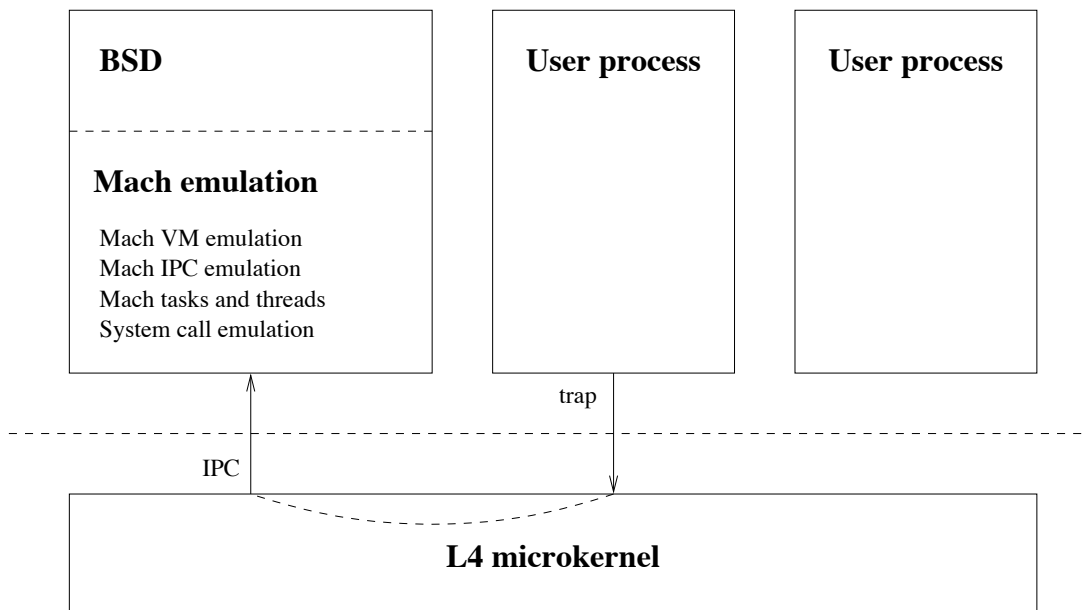 BSD
Mach emulation
Mach VM emulation
Mach IPC emulation
Mach tasks and threads
System call emulation
User process
User process
trap
IPC
L4 microkernel